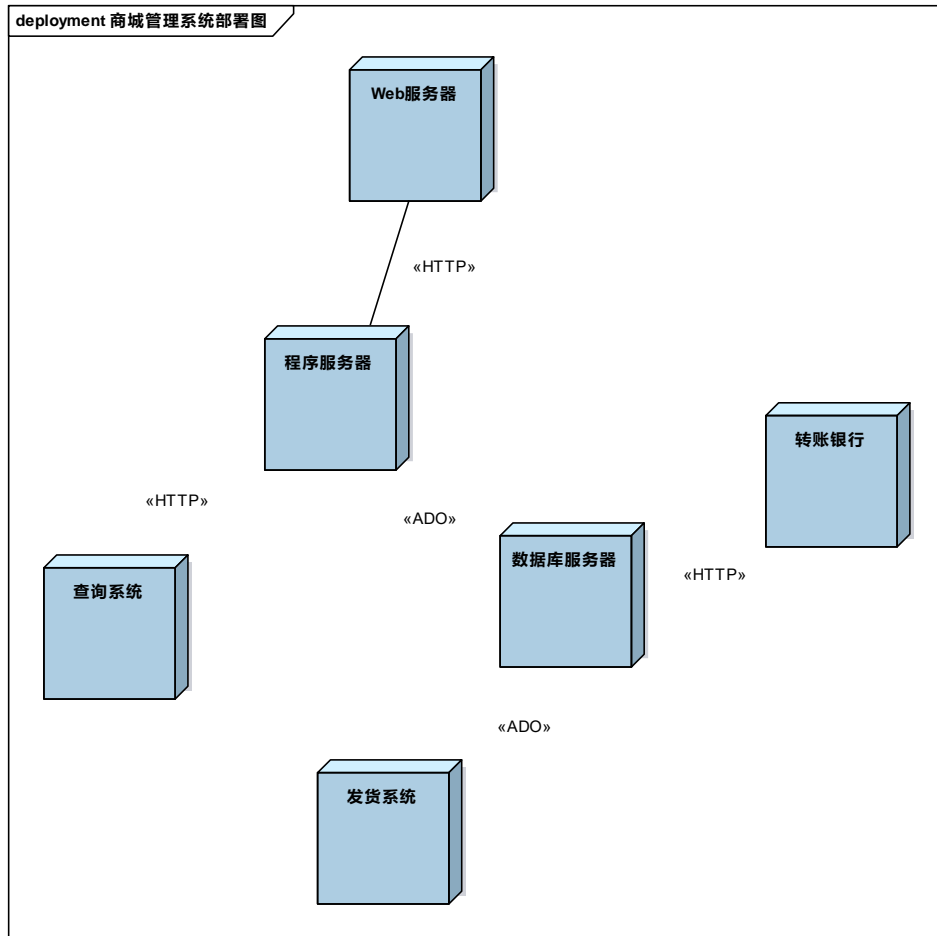 deployment 商城管理系统部署图
Web服务器
«HTTP»
程序服务器
转账银行
«HTTP»
«ADO»
数据库服务器
«HTTP»
查询系统
«ADO»
发货系统